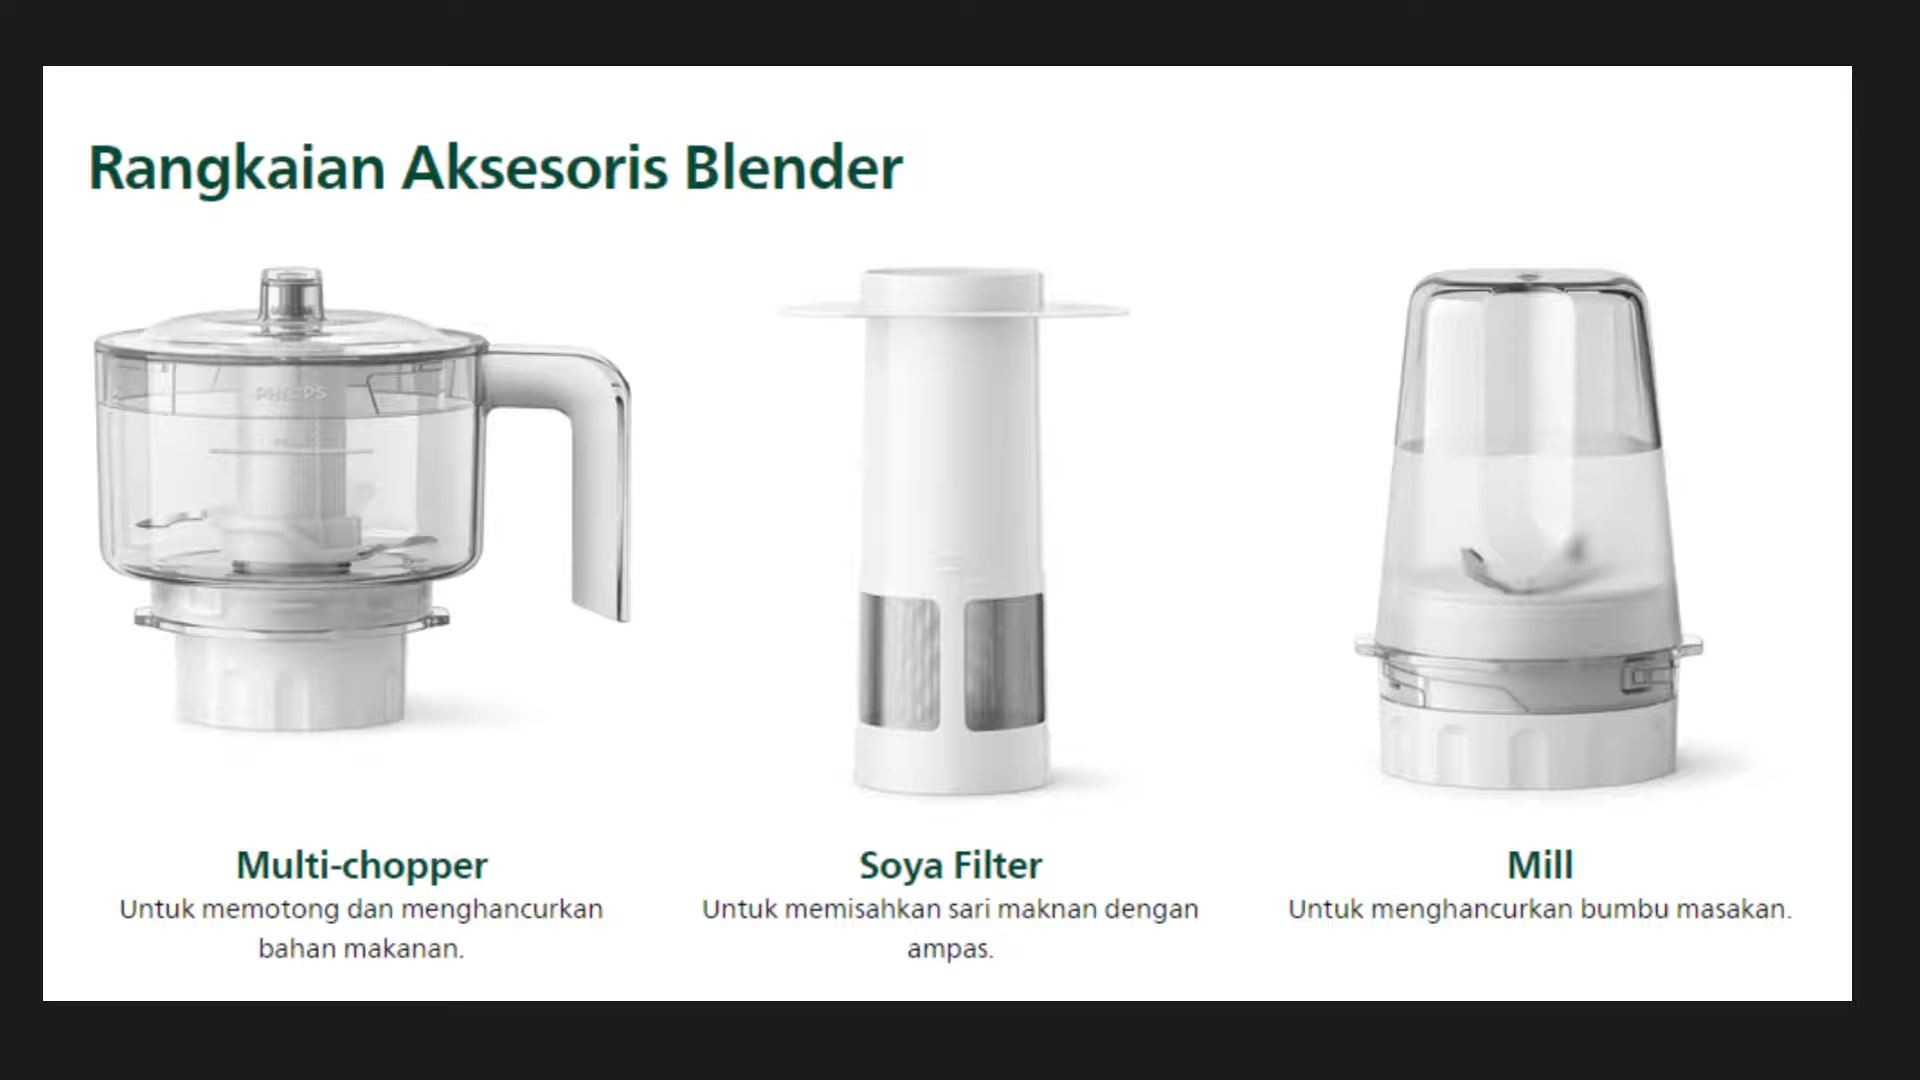 Rangkaian Aksesoris Blender
PHILIPS
Multi-chopper
Untuk memotong dan menghancurkan
bahan makanan.
Soya Filter
Untuk memisahkan sari maknan dengan
ampas.
Mill
Untuk menghancurkan bumbu masakan.